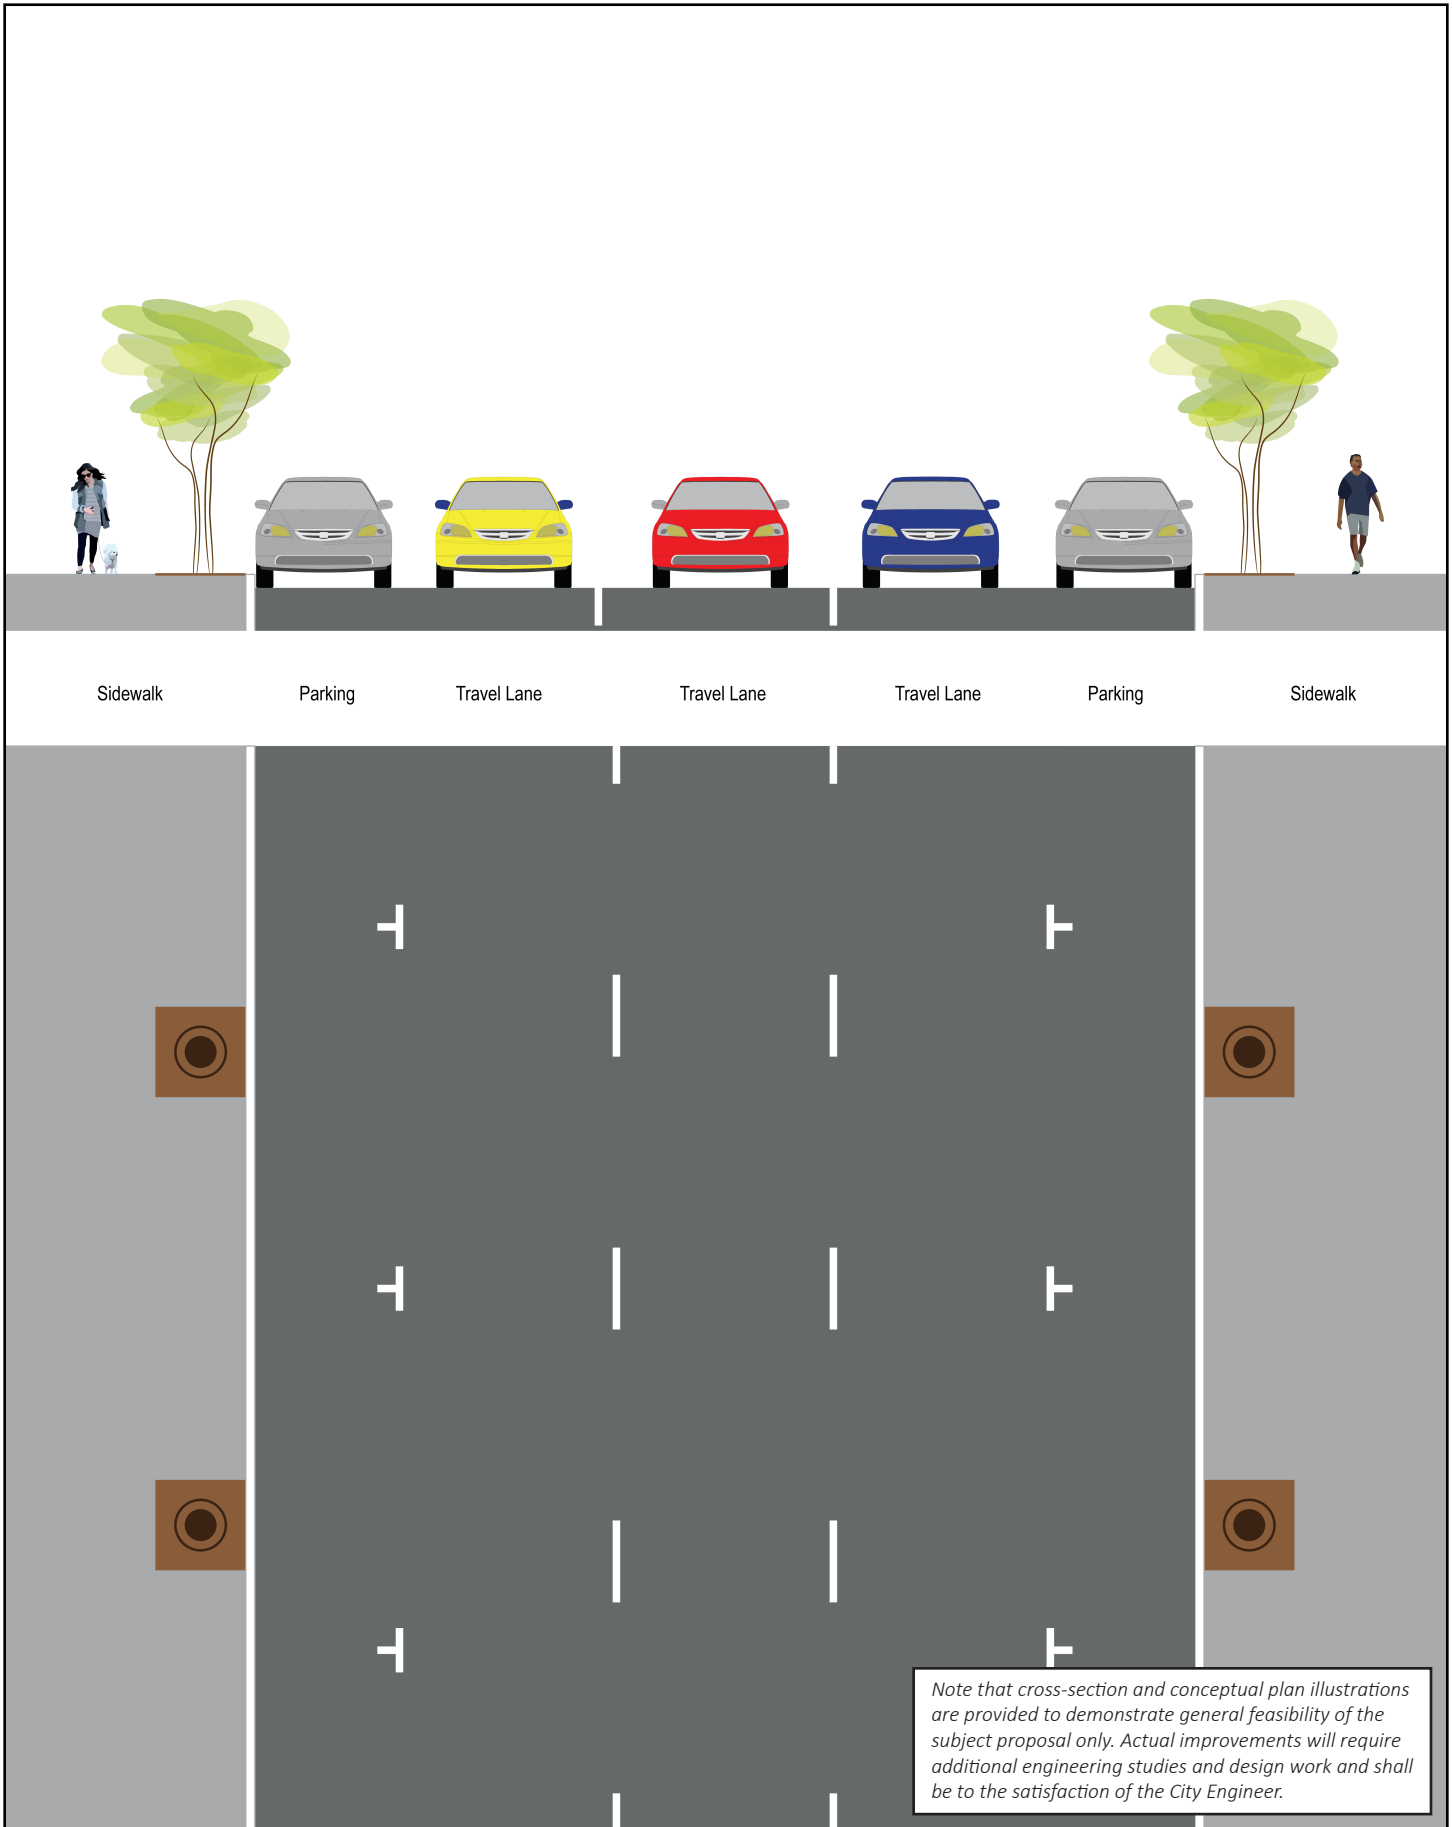 Sidewalk Parking Travel Lane Travel Lane Travel Lane Parking Sidewalk
Note that cross-section and conceptual plan illustrations
are provided to demonstrate general feasibility of the
subject proposal only. Actual improvements will require
additional engineering studies and design work and shall
be to the satisfaction of the City Engineer.